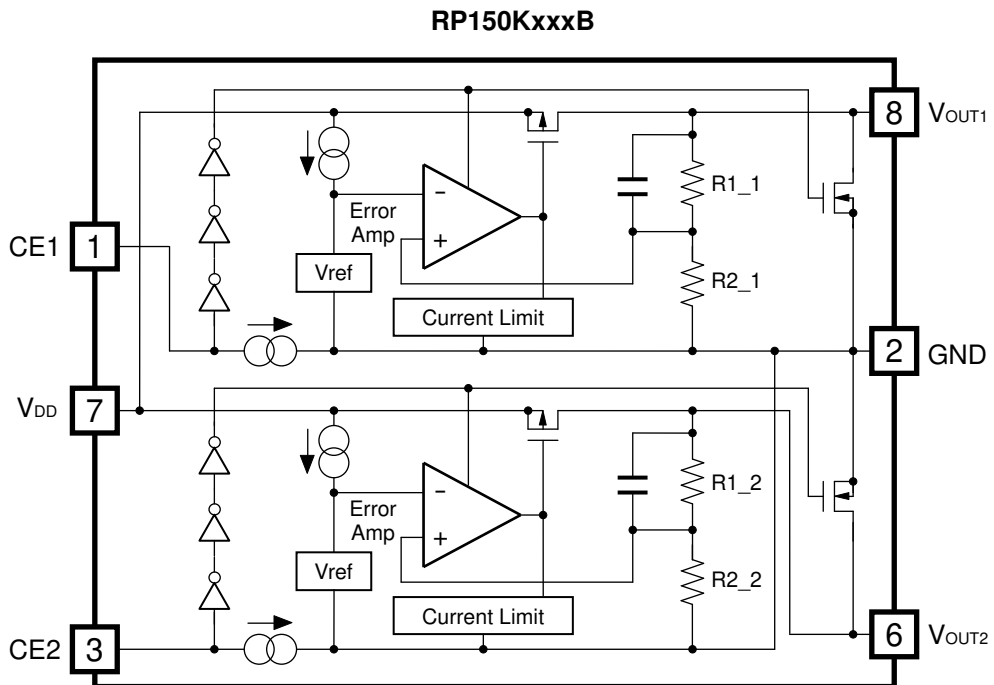 RP150KxxxB
8
VOUT1
−
Error
Amp
+
R1_1
CE1
1
Vref
R2_1
Current Limit
2
GND
VDD
7
−
Error
Amp
+
R1_2
Vref
R2_2
Current Limit
CE2
3
6
VOUT2